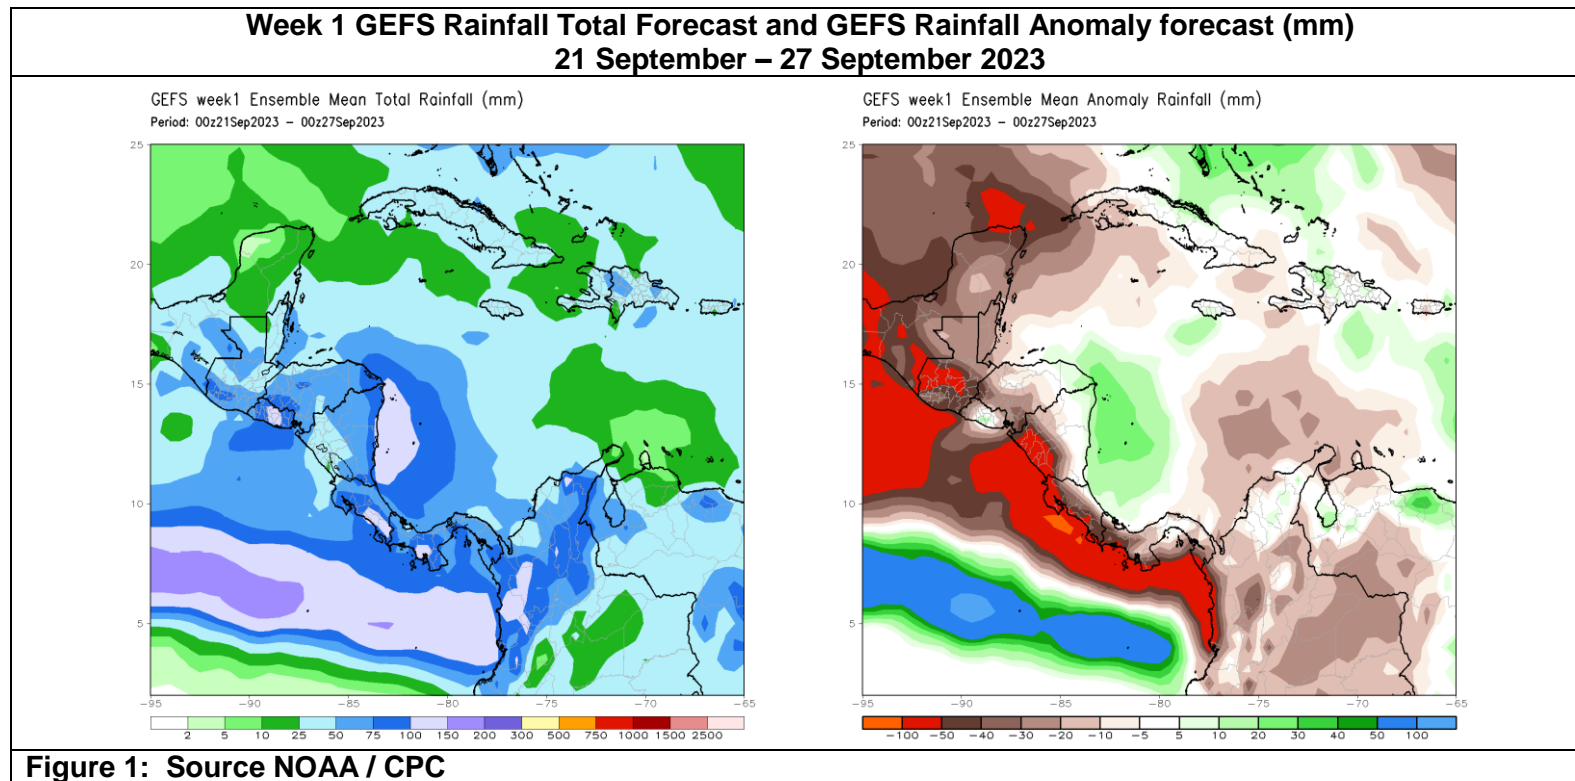 Week 1 GEFS Rainfall Total Forecast and GEFS Rainfall Anomaly forecast (mm)
21 September – 27 September 2023
GEFS week1 Ensemble Mean Total Rainfall (mm)
Period: 00z21Sep2023 – 00z27Sep2023
25
20
15
10
5
−95
−90
−85
−80
−75
−70
−65
2 5 10 25 50 75 100 150 200 300 500 750 1000 1500 2500
GEFS week1 Ensemble Mean Anomaly Rainfall (mm)
Period: 00z21Sep2023 – 00z27Sep2023
25
20
15
10
5
−95
−90
−85
−80
−75
−70
−65
−100 −50 −40 −30 −20 −10 −5 5 10 20 30 40 50 100
Figure 1: Source NOAA / CPC